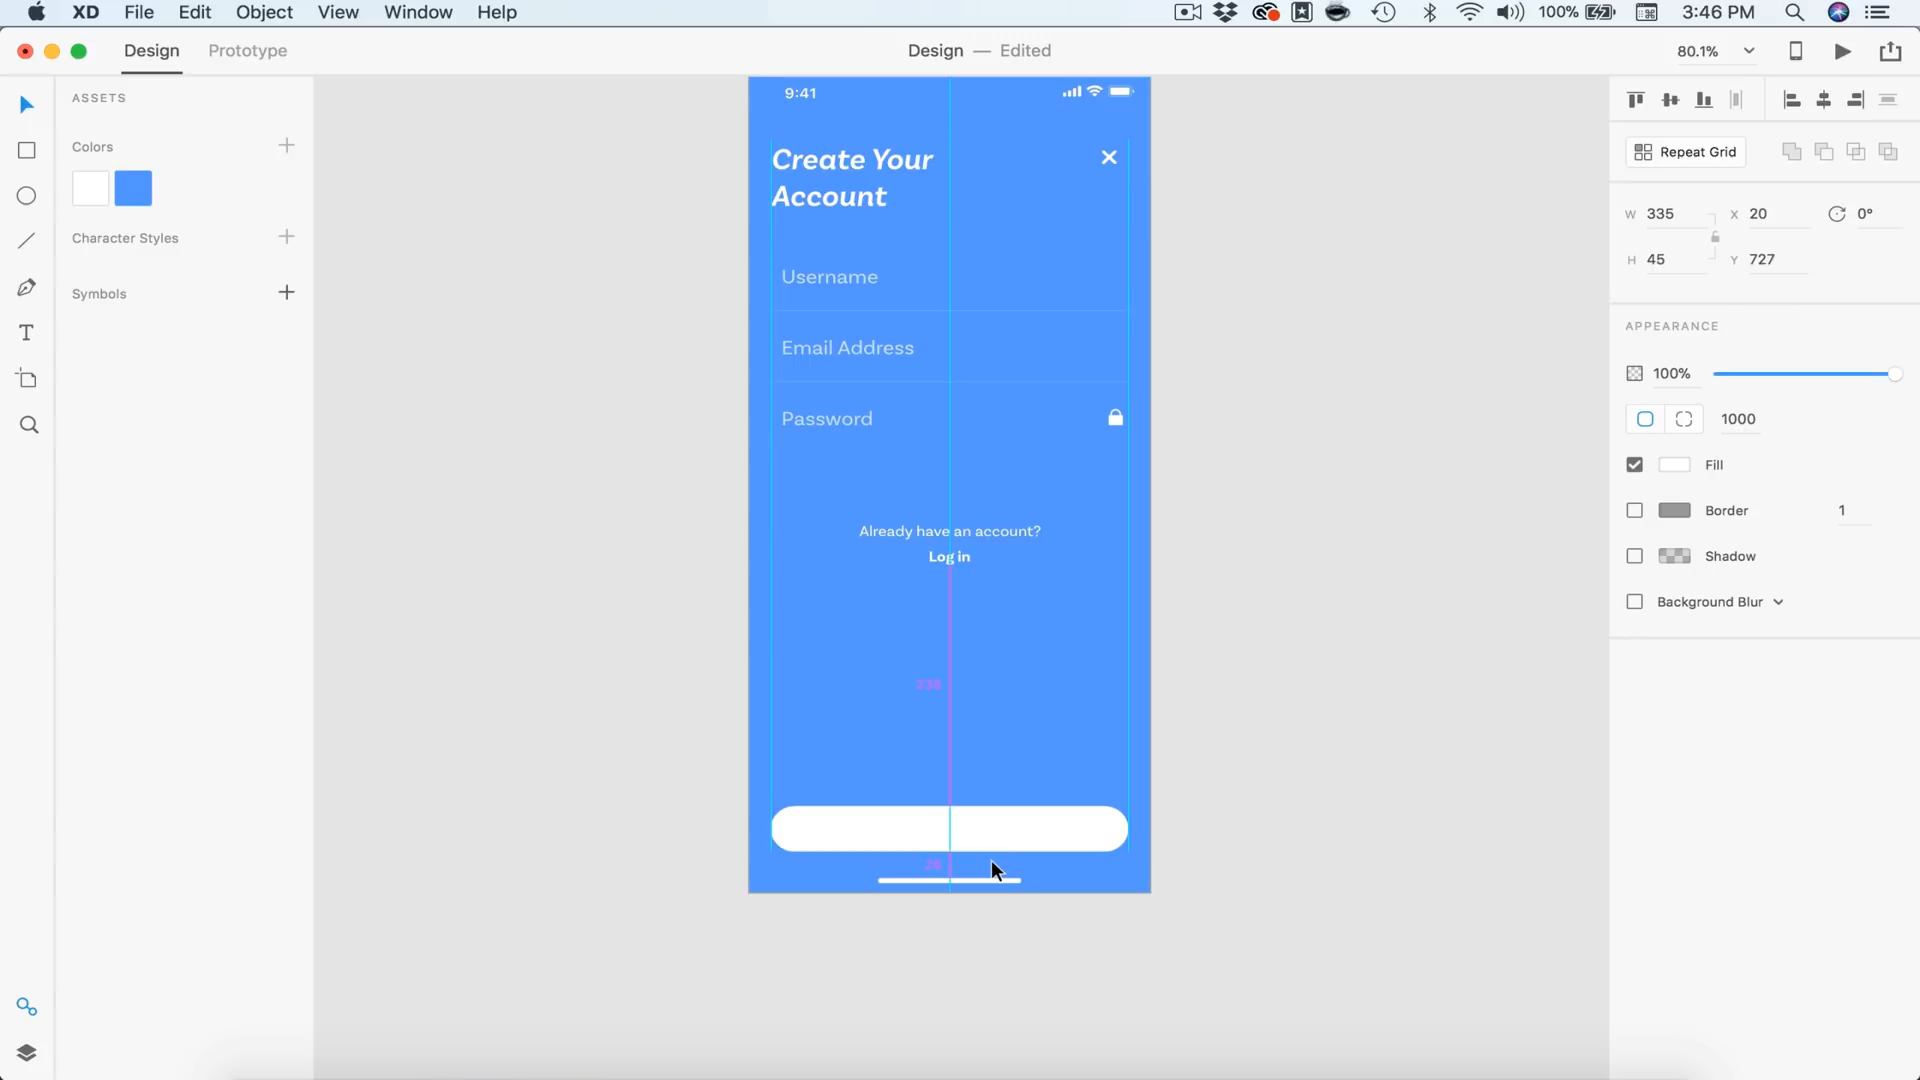 XD File Edit Object View Window Help
100% 3:46 PM
Design Prototype
Design — Edited
80.1%
ASSETS
Colors
Character Styles
Symbols
9:41
Create Your
Account
Username
Email Address
Password
Already have an account?
Log in
238
26
Repeat Grid
W 335 X 20 0°
H 45 Y 727
APPEARANCE
100%
1000
Fill
Border 1
Shadow
Background Blur